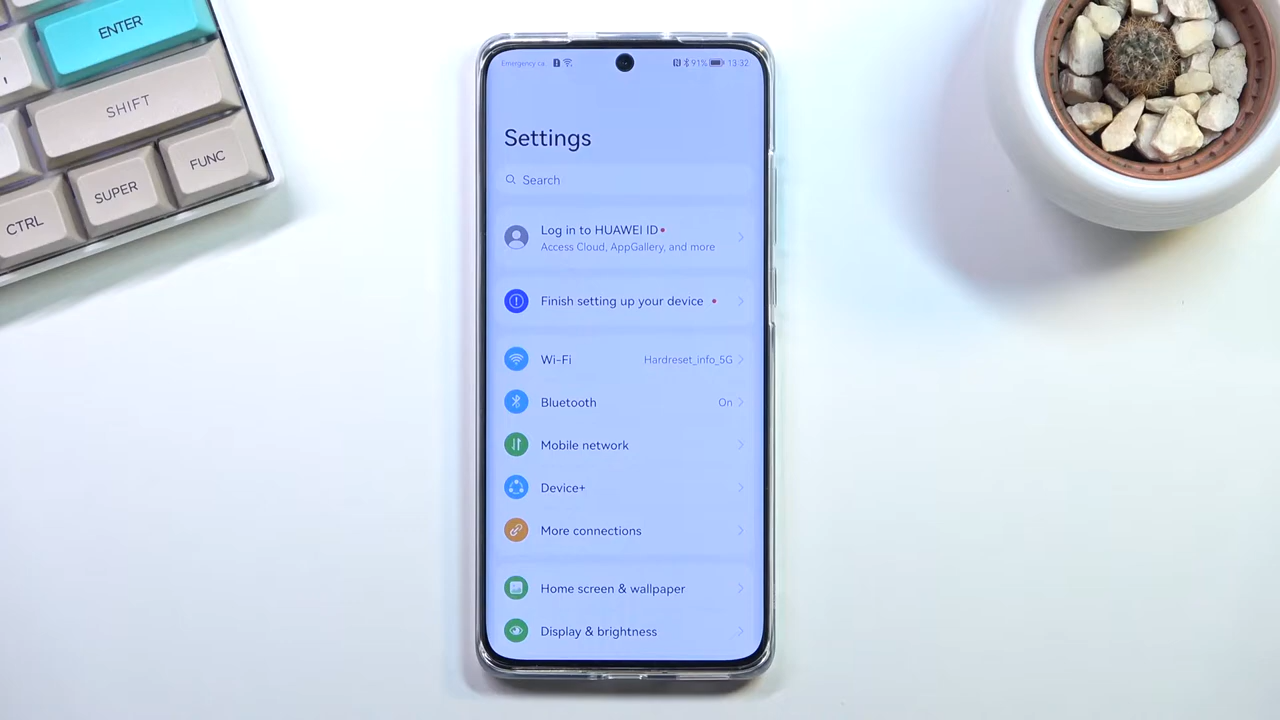 ENTER
SHIFT
FUNC
SUPER
CTRL
Emergency ca
91% 13:32
Settings
Search
Log in to HUAWEI ID
Access Cloud, AppGallery, and more
Finish setting up your device
Wi-Fi Hardreset_info_5G
Bluetooth On
Mobile network
Device+
More connections
Home screen & wallpaper
Display & brightness